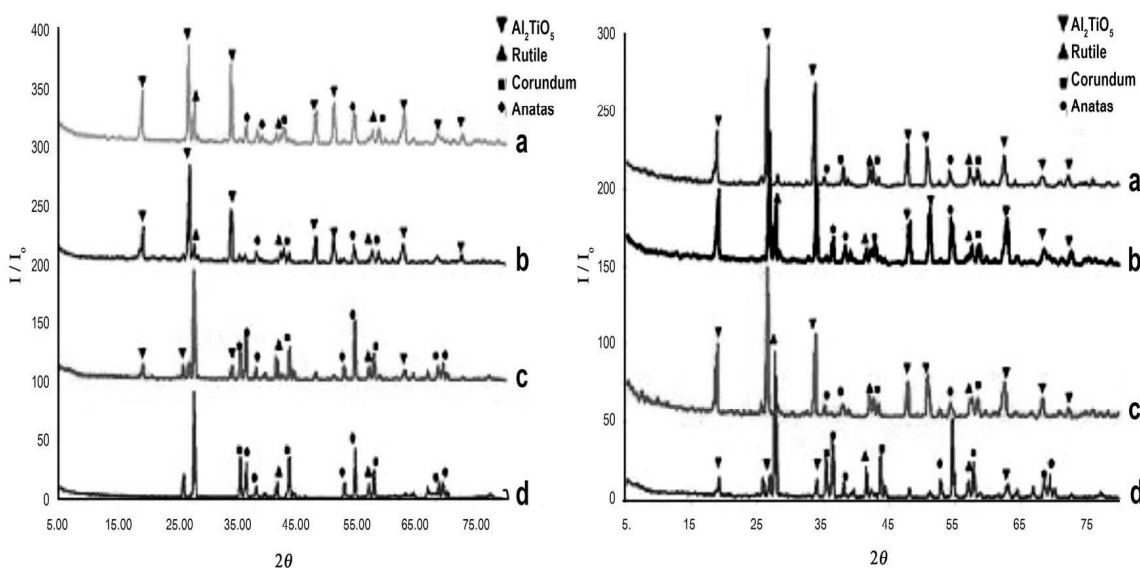 400
350
300
250
200
150
100
50
0
I / I₀
5.00 15.00 25.00 35.00 45.00 55.00 65.00 75.00
2θ
Al₂TiO₅
Rutile
Corundum
Anatas
a
b
c
d
300
250
200
150
100
50
0
I / I₀
5. 15 25 35 45 55 65 75
2θ
Al₂TiO₅
Rutile
Corundum
Anatas
a
b
c
d